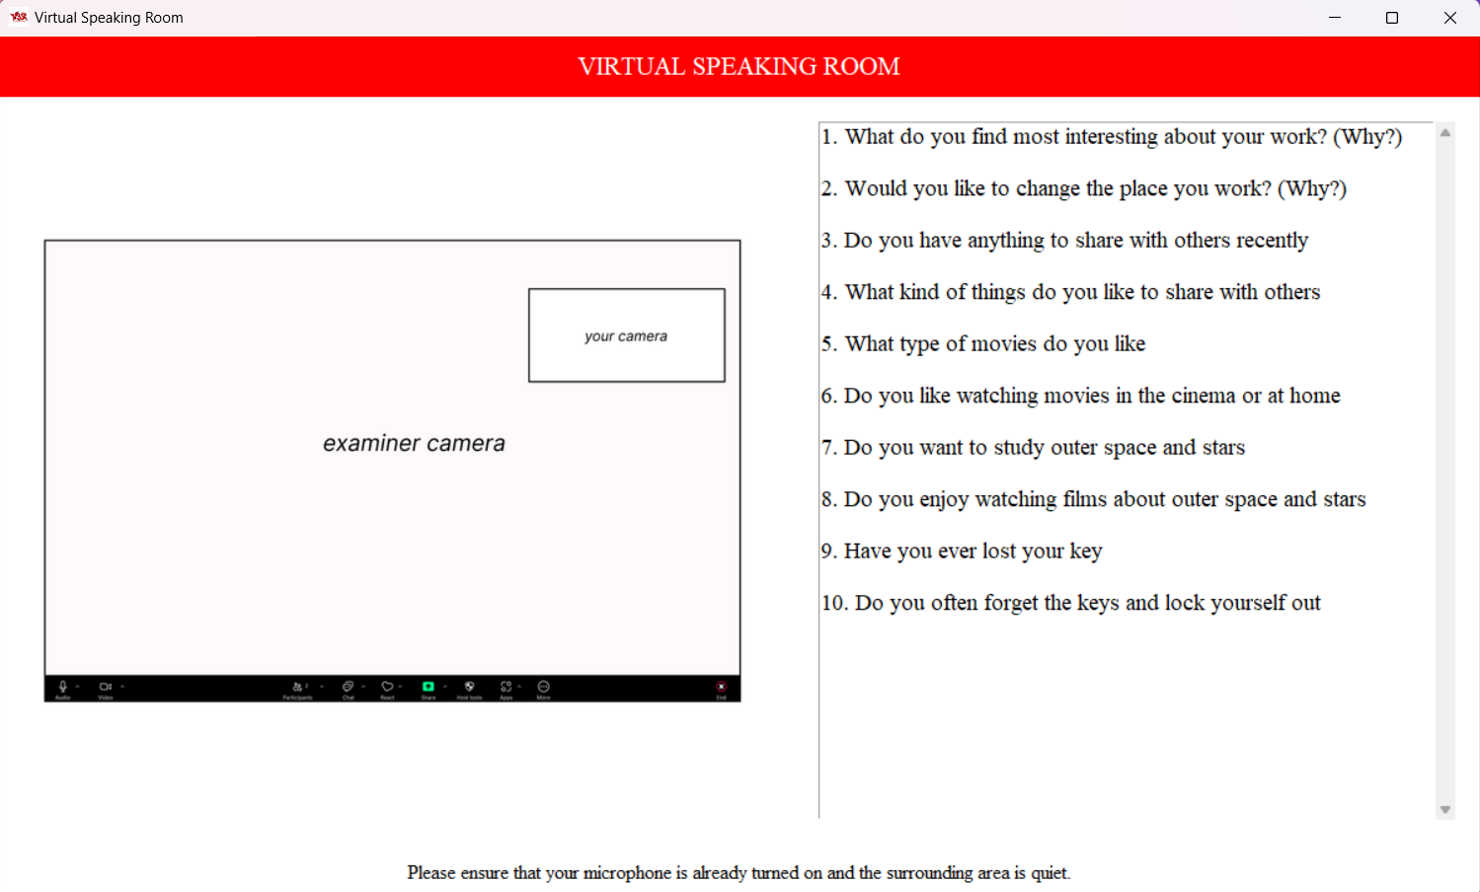 Virtual Speaking Room
VIRTUAL SPEAKING ROOM
your camera
examiner camera
Audio
Video
Participants
2
Chat
React
Share
Host tools
Apps
More
End
1. What do you find most interesting about your work? (Why?)
2. Would you like to change the place you work? (Why?)
3. Do you have anything to share with others recently
4. What kind of things do you like to share with others
5. What type of movies do you like
6. Do you like watching movies in the cinema or at home
7. Do you want to study outer space and stars
8. Do you enjoy watching films about outer space and stars
9. Have you ever lost your key
10. Do you often forget the keys and lock yourself out
Please ensure that your microphone is already turned on and the surrounding area is quiet.